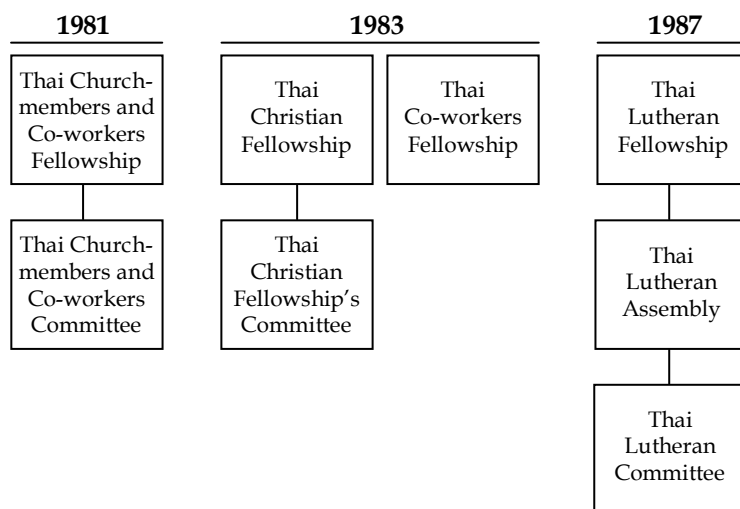 1981
Thai Church-
members and
Co-workers
Fellowship
Thai Church-
members and
Co-workers
Committee
1983
Thai
Christian
Fellowship
Thai
Co-workers
Fellowship
Thai
Christian
Fellowship's
Committee
1987
Thai
Lutheran
Fellowship
Thai
Lutheran
Assembly
Thai
Lutheran
Committee